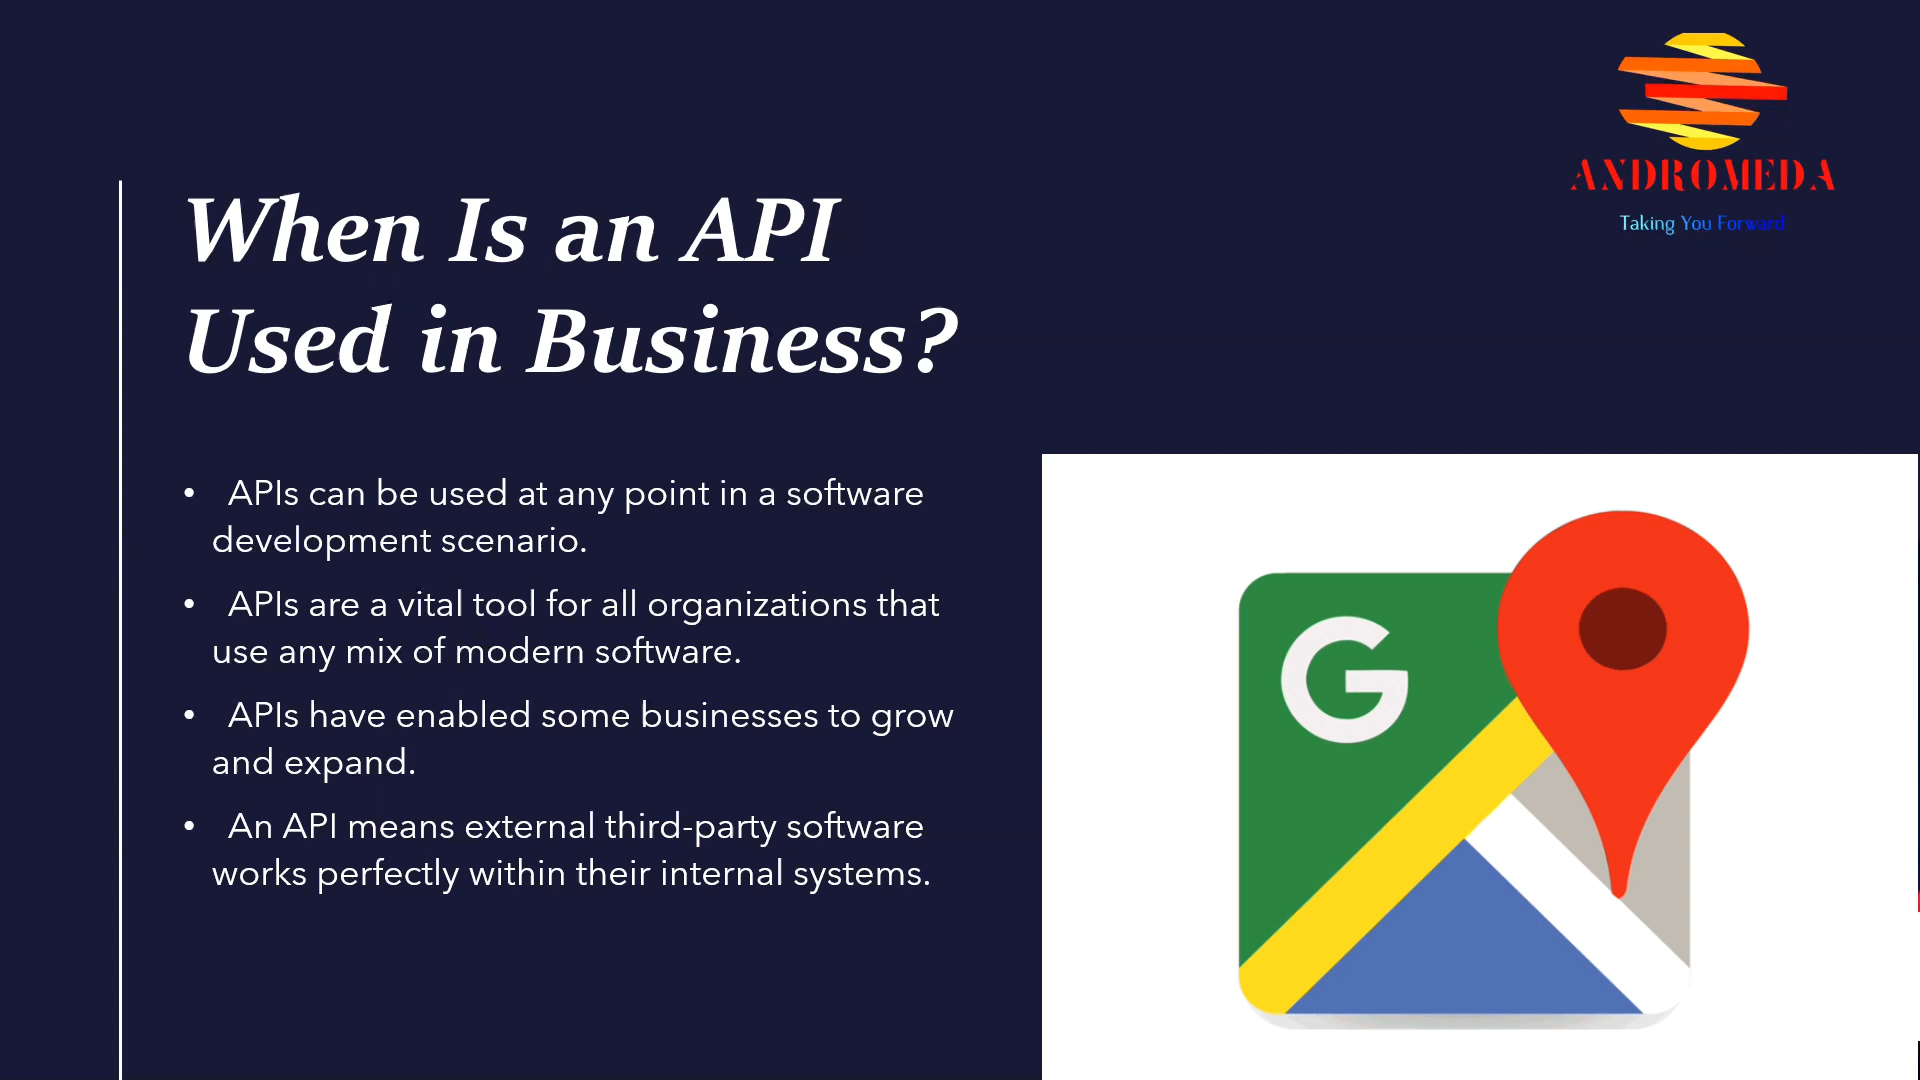 ANDROMEDA
Taking You Forward
When Is an API
Used in Business?
• APIs can be used at any point in a software
development scenario.
• APIs are a vital tool for all organizations that
use any mix of modern software.
• APIs have enabled some businesses to grow
and expand.
• An API means external third-party software
works perfectly within their internal systems.
G